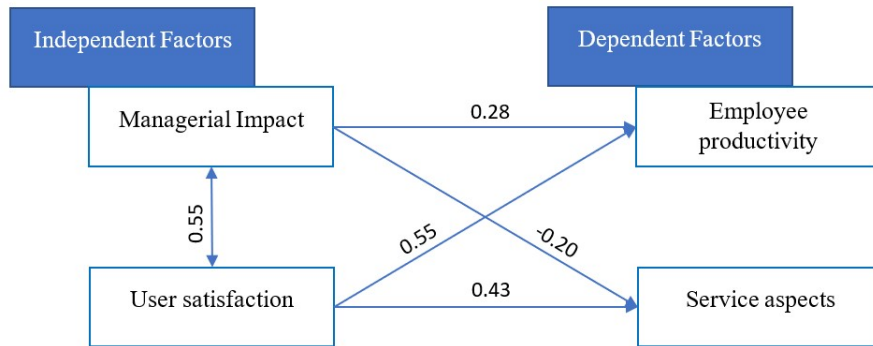 Independent Factors
Dependent Factors
Managerial Impact
0.28
Employee
productivity
0.55
0.55
-0.20
User satisfaction
0.43
Service aspects